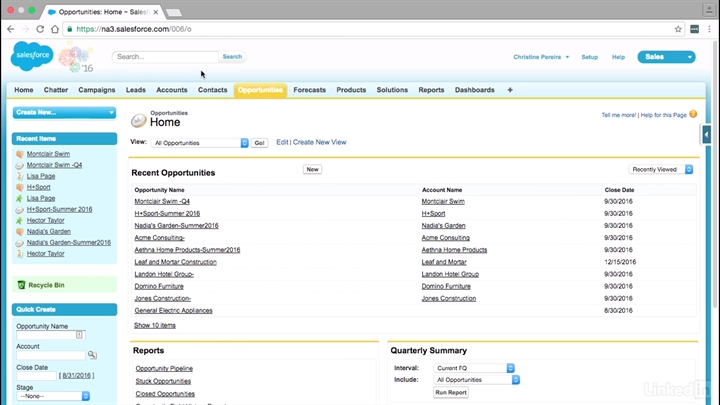 Opportunities: Home ~ Salesf
https://na3.salesforce.com/006/o
salesforce
'16
Search...
Search
Christine Pereira
Setup
Help
Sales
Home Chatter Campaigns Leads Accounts Contacts Opportunities Forecasts Products Solutions Reports Dashboards +
Create New...
Recent Items
Montclair Swim
Montclair Swim -Q4
Lisa Page
H+Sport
Lisa Page
H+Sport-Summer 2016
Hector Taylor
Nadia's Garden
Nadia's Garden-Summer2016
Hector Taylor
Recycle Bin
Quick Create
Opportunity Name
Account
Close Date
[ 8/31/2016 ]
Stage
--None--
Opportunities
Home
Tell me more! | Help for this Page
View: All Opportunities Go! Edit | Create New View
Recent Opportunities New Recently Viewed
Opportunity Name Account Name Close Date
Montclair Swim -Q4 Montclair Swim 9/30/2016
H+Sport-Summer 2016 H+Sport 9/30/2016
Nadia's Garden-Summer2016 Nadia's Garden 9/30/2016
Acme Consulting- Acme Consulting 9/30/2016
Aethna Home Products-Summer2016 Aethna Home Products 9/30/2016
Leaf and Mortar Construction Leaf and Mortar 12/15/2016
Landon Hotel Group- Landon Hotel Group 9/30/2016
Domino Furniture Domino Furniture 9/30/2016
Jones Construction- Jones Construction 9/30/2016
General Electric Appliances 8/30/2016
Show 10 items
Reports
Opportunity Pipeline
Stuck Opportunities
Closed Opportunities
Quarterly Summary
Interval: Current FQ
Include: All Opportunities
Run Report
LinkedIn